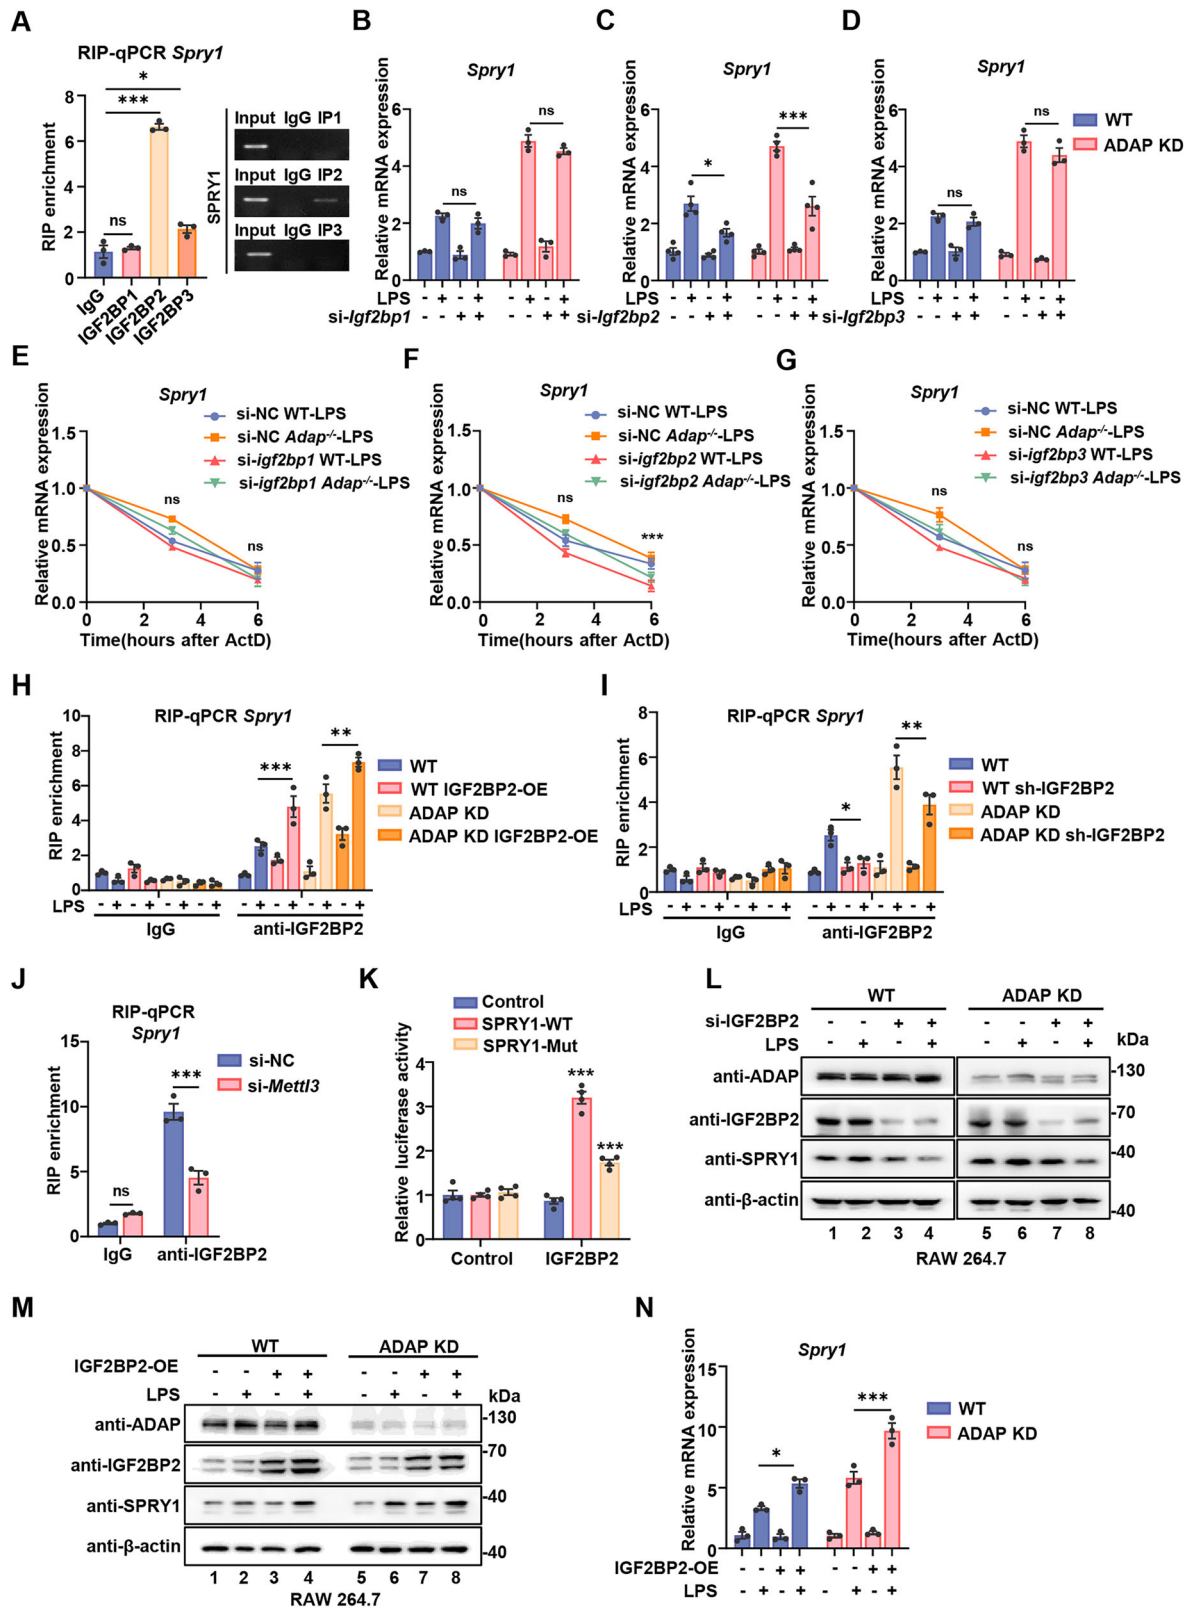 A
RIP-qPCR Spry1
RIP enrichment
8
6
4
2
0
*
***
ns
IgG
IGF2BP1
IGF2BP2
IGF2BP3
SPRY1
Input IgG IP1
Input IgG IP2
Input IgG IP3
B
Spry1
Relative mRNA expression
6
4
2
0
ns
ns
LPS - + - + - + - +
si-Igf2bp1 - - + + - - + +
C
Spry1
Relative mRNA expression
6
4
2
0
*
***
LPS - + - + - + - +
si-Igf2bp2 - - + + - - + +
D
Spry1
Relative mRNA expression
6
4
2
0
ns
ns
WT
ADAP KD
LPS - + - + - + - +
si-Igf2bp3 - - + + - - + +
E
Spry1
Relative mRNA expression
si-NC WT-LPS
si-NC Adap-/--LPS
si-igf2bp1 WT-LPS
si-igf2bp1 Adap-/--LPS
1.5
1.0
0.5
0.0
ns
ns
0 2 4 6
Time(hours after ActD)
F
Spry1
Relative mRNA expression
si-NC WT-LPS
si-NC Adap-/--LPS
si-igf2bp2 WT-LPS
si-igf2bp2 Adap-/--LPS
1.5
1.0
0.5
0.0
ns
***
0 2 4 6
Time(hours after ActD)
G
Spry1
Relative mRNA expression
si-NC WT-LPS
si-NC Adap-/--LPS
si-igf2bp3 WT-LPS
si-igf2bp3 Adap-/--LPS
1.5
1.0
0.5
0.0
ns
ns
0 2 4 6
Time(hours after ActD)
H
RIP-qPCR Spry1
RIP enrichment
10
8
6
4
2
0
***
**
WT
WT IGF2BP2-OE
ADAP KD
ADAP KD IGF2BP2-OE
LPS - + - + - + - + - + - + - + - +
IgG anti-IGF2BP2
I
RIP-qPCR Spry1
RIP enrichment
8
6
4
2
0
*
**
WT
WT sh-IGF2BP2
ADAP KD
ADAP KD sh-IGF2BP2
LPS - + - + - + - + - + - + - + - +
IgG anti-IGF2BP2
J
RIP-qPCR
Spry1
RIP enrichment
15
10
5
0
ns
***
si-NC
si-Mettl3
IgG anti-IGF2BP2
K
Control
SPRY1-WT
SPRY1-Mut
Relative luciferase activity
4
3
2
1
0
***
***
Control IGF2BP2
L
WT ADAP KD
si-IGF2BP2 - - + + - - + +
LPS - + - + - + - +
kDa
anti-ADAP -130
anti-IGF2BP2 -70
anti-SPRY1 -40
anti-β-actin -40
1 2 3 4 5 6 7 8
RAW 264.7
M
WT ADAP KD
IGF2BP2-OE - - + + - - + +
LPS - + - + - + - +
kDa
anti-ADAP -130
anti-IGF2BP2 -70
anti-SPRY1 -40
anti-β-actin -40
1 2 3 4 5 6 7 8
RAW 264.7
N
Spry1
Relative mRNA expression
15
10
5
0
*
***
WT
ADAP KD
IGF2BP2-OE - - + + - - + +
LPS - + - + - + - +